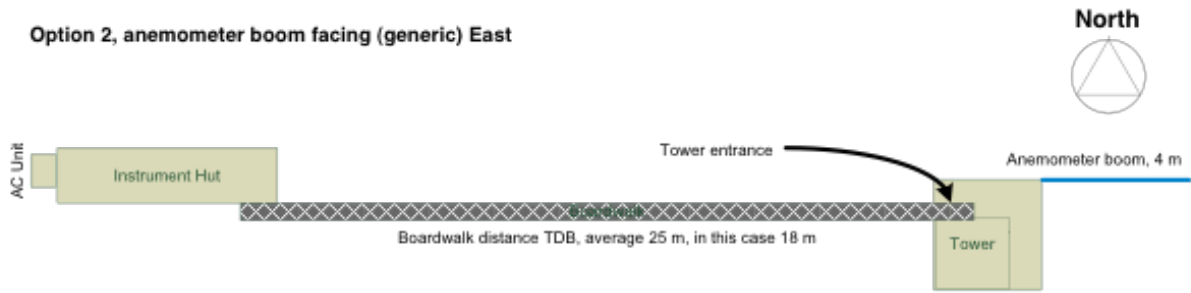 North
Option 2, anemometer boom facing (generic) East
AC Unit
Instrument Hut
Tower entrance
Anemometer boom, 4 m
Boardwalk
Boardwalk distance TDB, average 25 m, in this case 18 m
Tower